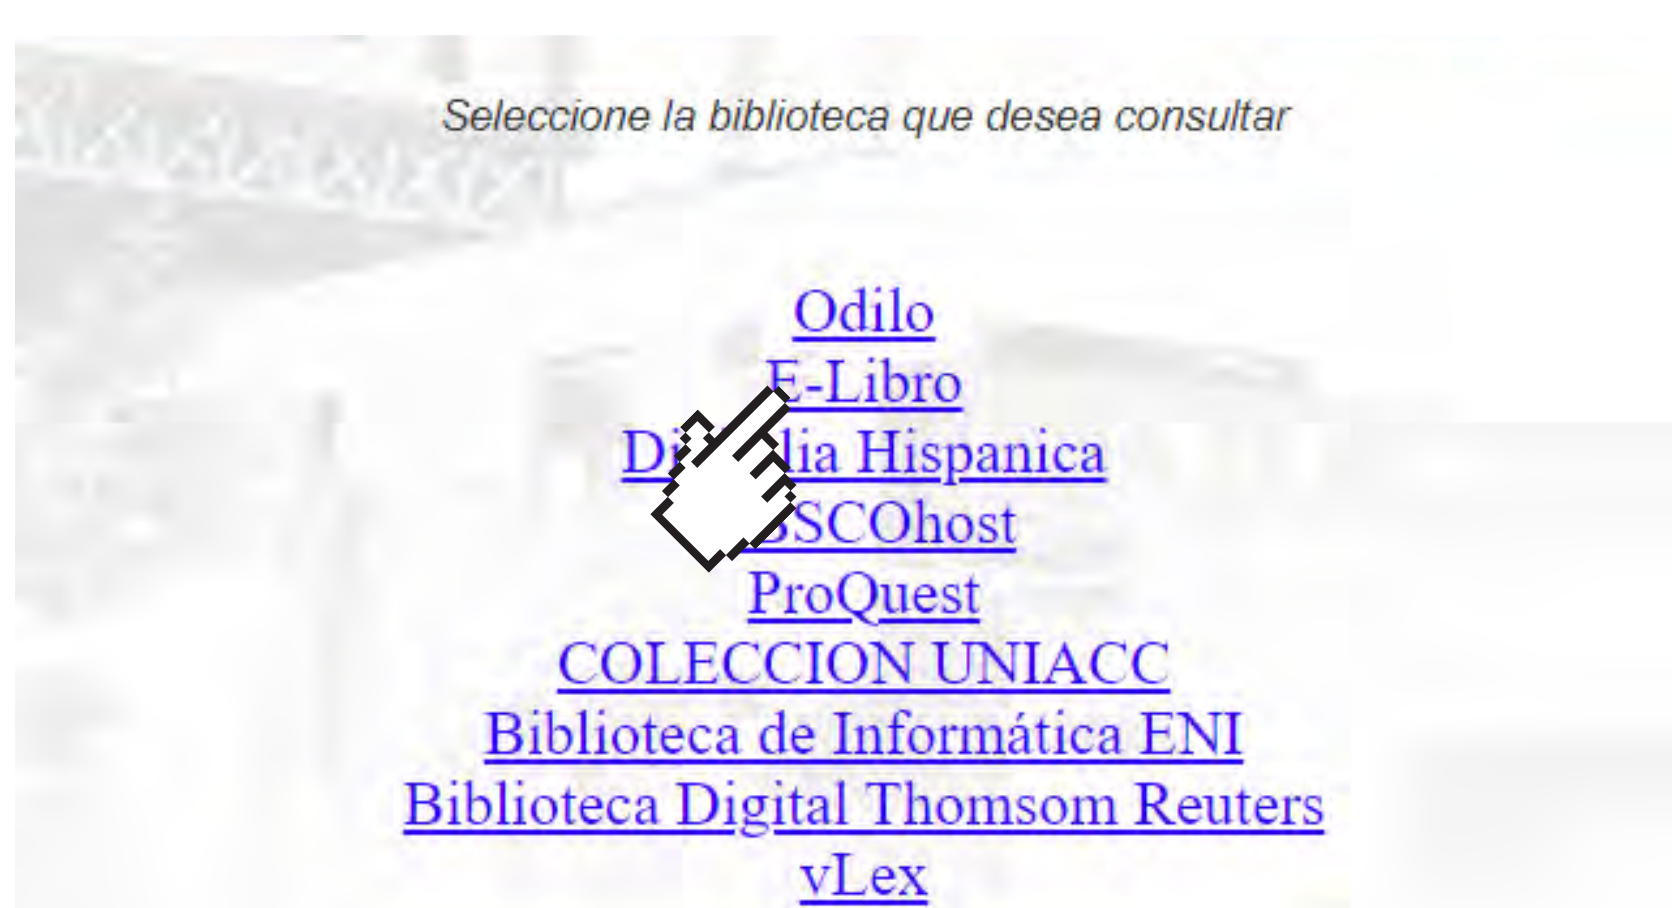 Seleccione la biblioteca que desea consultar
Odilo
E-Libro
Hispanica
ProQuest
COLECCION UNIACC
Biblioteca de Informática ENI
Biblioteca Digital Thomsom Reuters
vLex